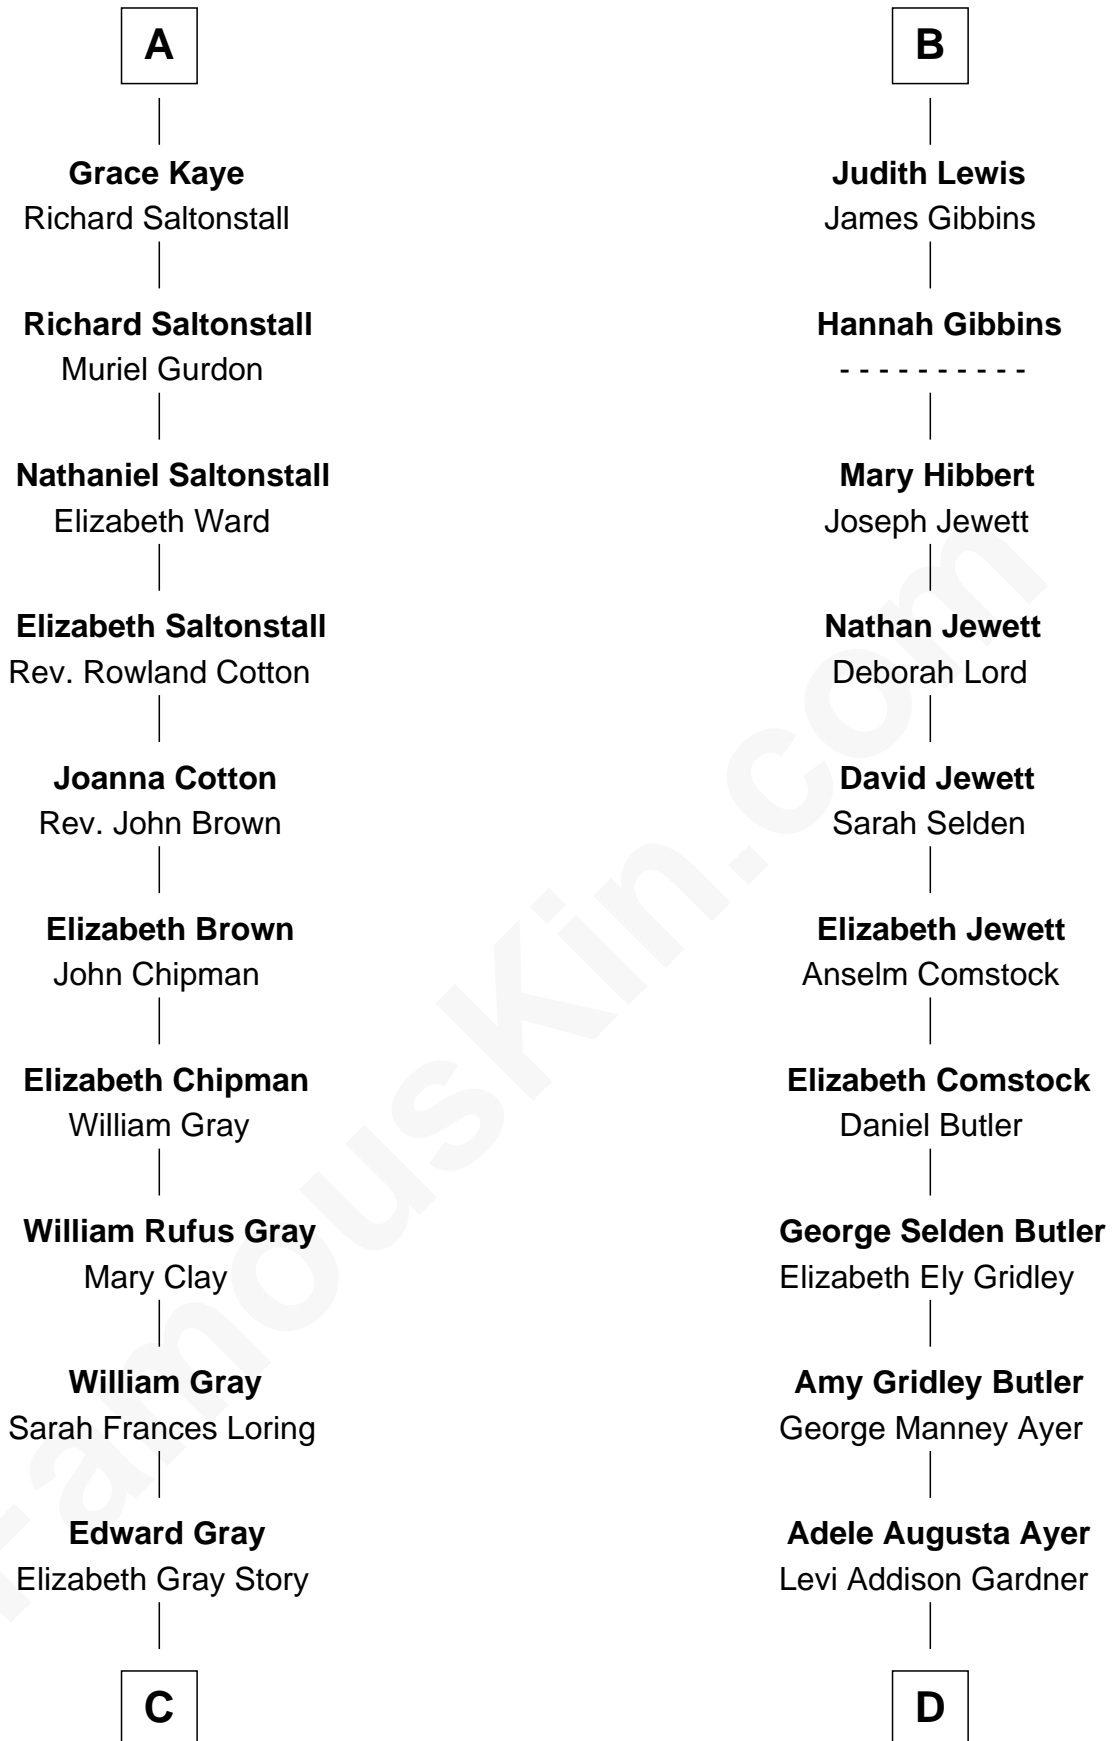 A
Grace Kaye
Richard Saltonstall
Richard Saltonstall
Muriel Gurdon
Nathaniel Saltonstall
Elizabeth Ward
Elizabeth Saltonstall
Rev. Rowland Cotton
Joanna Cotton
Rev. John Brown
Elizabeth Brown
John Chipman
Elizabeth Chipman
William Gray
William Rufus Gray
Mary Clay
William Gray
Sarah Frances Loring
Edward Gray
Elizabeth Gray Story
C
B
Judith Lewis
James Gibbins
Hannah Gibbins
- - - - - - - - - -
Mary Hibbert
Joseph Jewett
Nathan Jewett
Deborah Lord
David Jewett
Sarah Selden
Elizabeth Jewett
Anselm Comstock
Elizabeth Comstock
Daniel Butler
George Selden Butler
Elizabeth Ely Gridley
Amy Gridley Butler
George Manney Ayer
Adele Augusta Ayer
Levi Addison Gardner
D
FamousKin.com